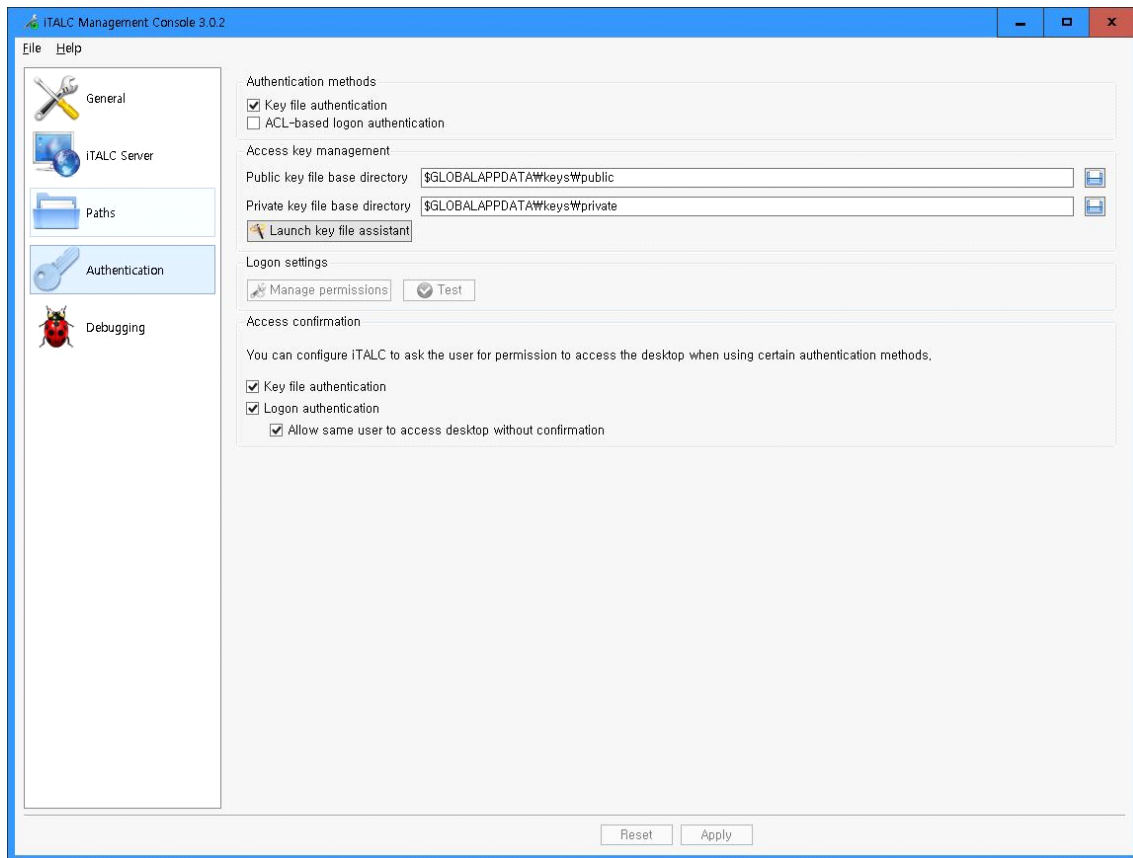 iTALC Management Console 3.0.2
File Help
General
iTALC Server
Paths
Authentication
Debugging
Authentication methods
Key file authentication
ACL-based logon authentication
Access key management
Public key file base directory $GLOBALAPPDATA₩keys₩public
Private key file base directory $GLOBALAPPDATA₩keys₩private
Launch key file assistant
Logon settings
Manage permissions Test
Access confirmation
You can configure iTALC to ask the user for permission to access the desktop when using certain authentication methods,
Key file authentication
Logon authentication
Allow same user to access desktop without confirmation
Reset Apply